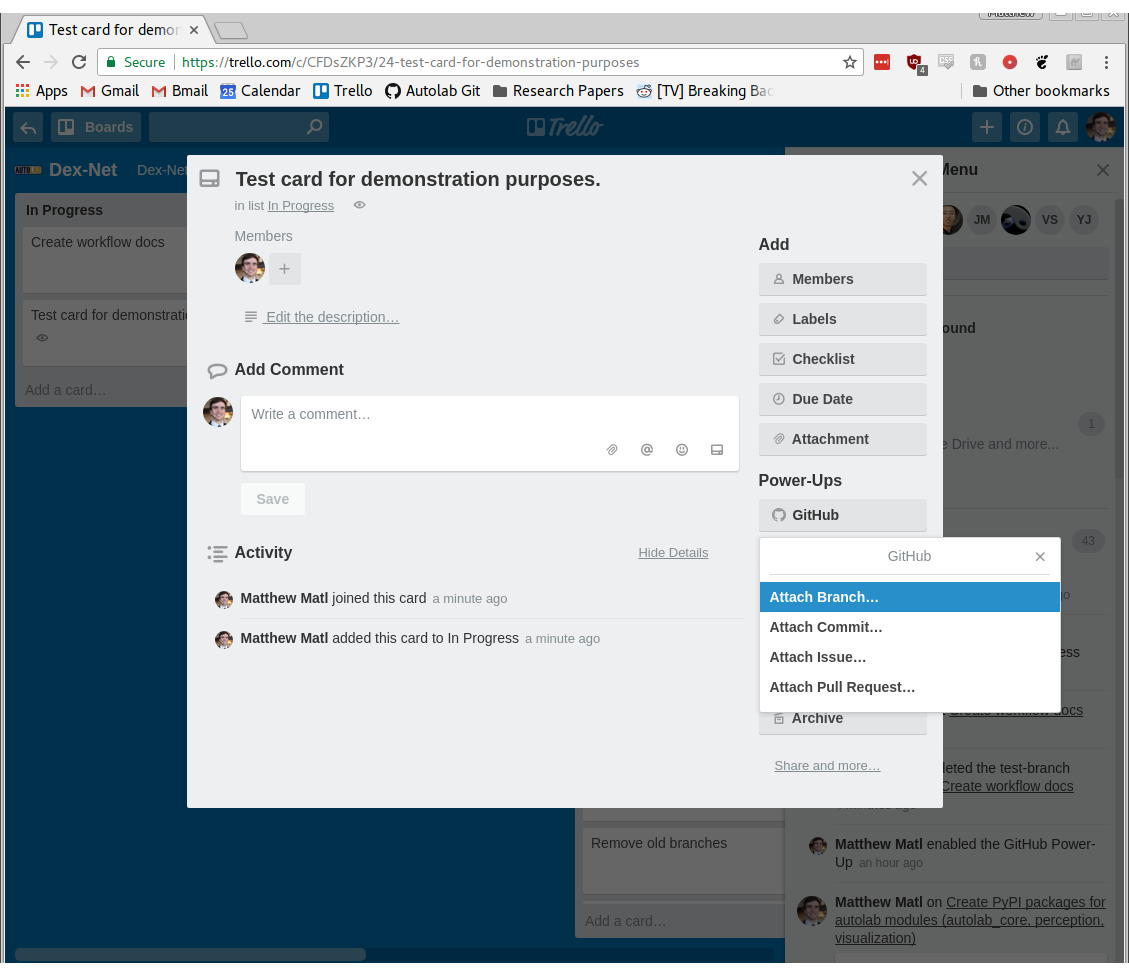 Matthew
Test card for demor
Secure https://trello.com/c/CFDsZKP3/24-test-card-for-demonstration-purposes
4
Apps Gmail Bmail 25 Calendar Trello Autolab Git Research Papers [TV] Breaking Bac Other bookmarks
Boards
Trello
Dex-Net Dex-Net
Menu
In Progress
Create workflow docs
Test card for demonstratio
Add a card…
Test card for demonstration purposes.
in list In Progress
Members
+
Edit the description…
Add Comment
Write a comment…
@
Save
Activity Hide Details
Matthew Matl joined this card a minute ago
Matthew Matl added this card to In Progress a minute ago
Add
Members
Labels
Checklist
Due Date
Attachment
Power-Ups
GitHub
GitHub
Attach Branch…
Attach Commit…
Attach Issue…
Attach Pull Request…
Archive
Share and more…
JM VS YJ
ound
1
e Drive and more...
43
o
ess
Create workflow docs
leted the test-branch
Create workflow docs
Matthew Matl enabled the GitHub Power-
Up an hour ago
Matthew Matl on Create PyPI packages for
autolab modules (autolab_core, perception,
visualization)
Remove old branches
Add a card…